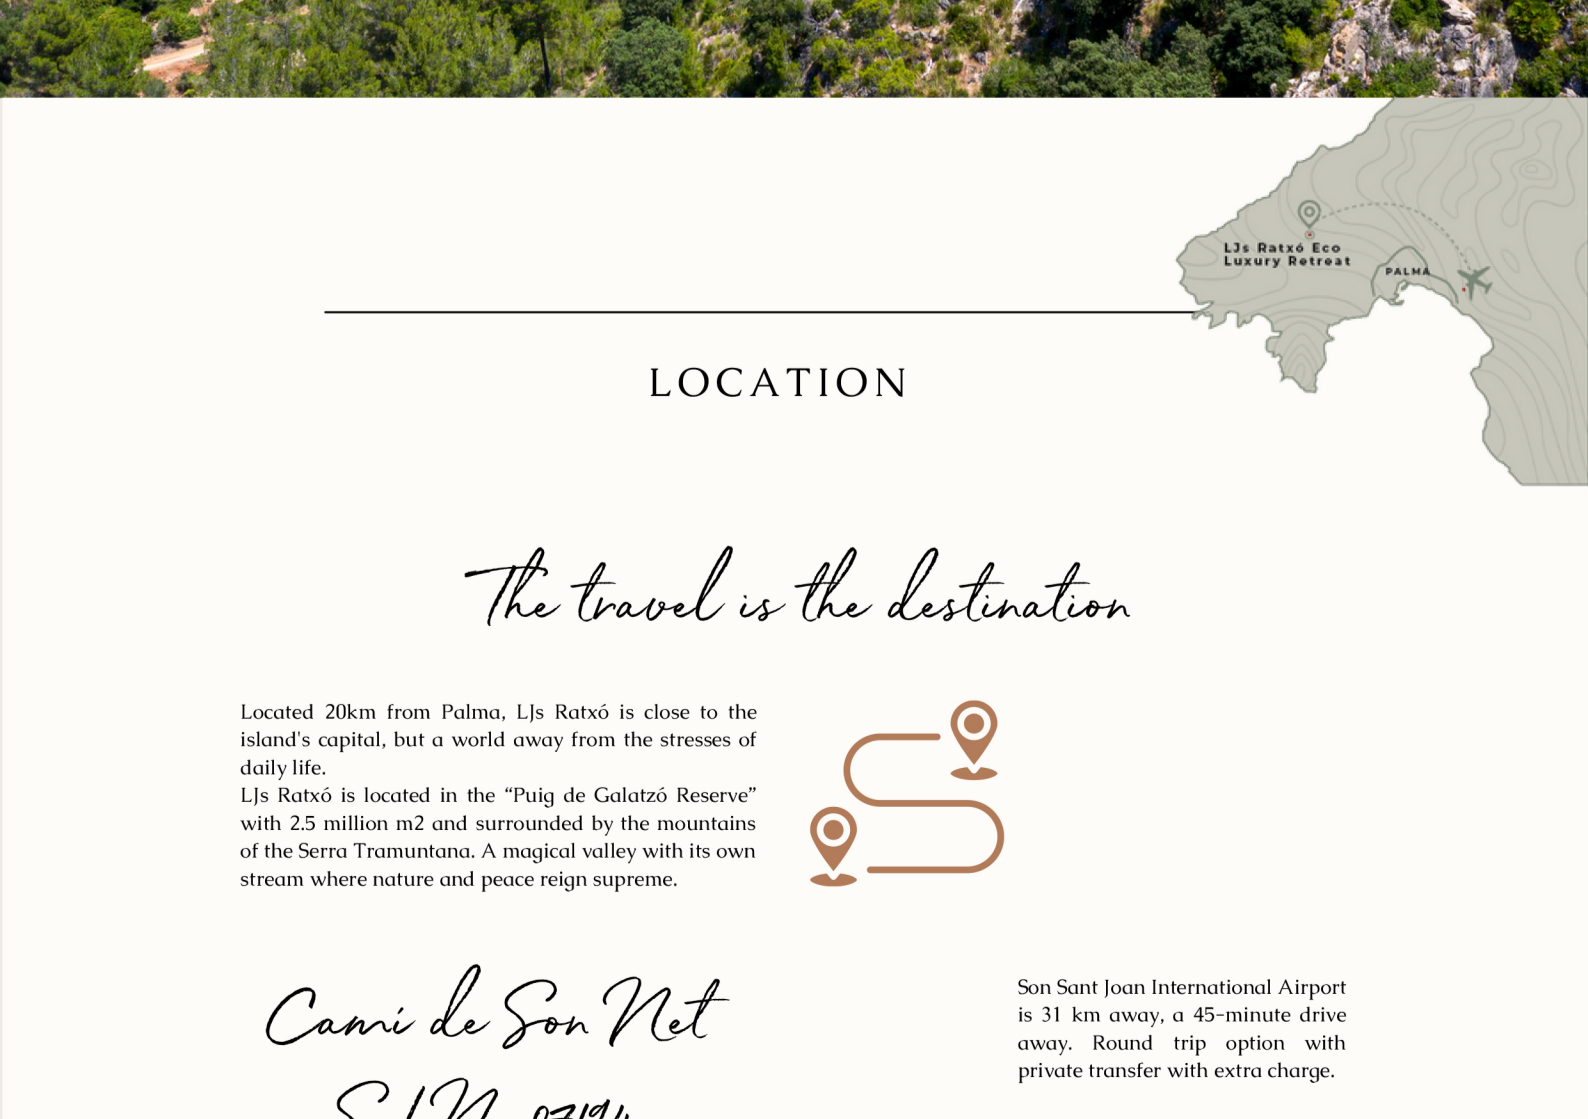 LJs Ratxó Eco
Luxury Retreat
PALMA
LOCATION
The travel is the destination
Located 20km from Palma, LJs Ratxó is close to the
island's capital, but a world away from the stresses of
daily life.
LJs Ratxó is located in the “Puig de Galatzó Reserve”
with 2.5 million m2 and surrounded by the mountains
of the Serra Tramuntana. A magical valley with its own
stream where nature and peace reign supreme.
Camí de Son Net
Son Sant Joan International Airport
is 31 km away, a 45-minute drive
away. Round trip option with
private transfer with extra charge.